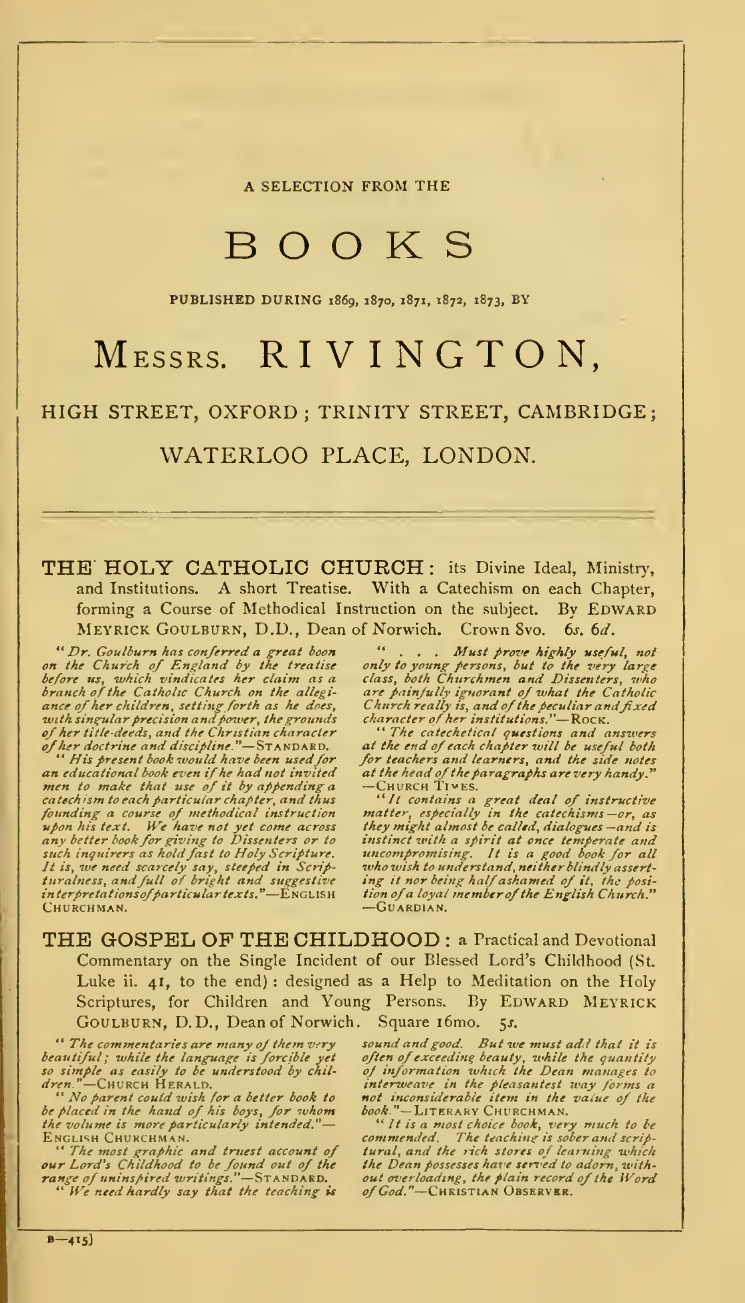 A SELECTION FROM THE
BOOKS
PUBLISHED DURING 1869, 1870, 1871, 1872, 1873, BY
MESSRS. RIVINGTON,
HIGH STREET, OXFORD; TRINITY STREET, CAMBRIDGE;
WATERLOO PLACE, LONDON.
THE HOLY CATHOLIC CHURCH: its Divine Ideal, Ministry,
and Institutions. A short Treatise. With a Catechism on each Chapter,
forming a Course of Methodical Instruction on the subject. By EDWARD
MEYRICK GOULBURN, D.D., Dean of Norwich. Crown 8vo. 6s. 6d.
"Dr. Goulburn has conferred a great boon
on the Church of England by the treatise
before us, which vindicates her claim as a
branch of the Catholic Church on the allegi-
ance of her children, setting forth as he does,
with singular precision and power, the grounds
of her title-deeds, and the Christian character
of her doctrine and discipline."—STANDARD.
"His present book would have been used for
an educational book even if he had not invited
men to make that use of it by appending a
catechism to each particular chapter, and thus
founding a course of methodical instruction
upon his text. We have not yet come across
any better book for giving to Dissenters or to
such inquirers as hold fast to Holy Scripture.
It is, we need scarcely say, steeped in Scrip-
turalness, and full of bright and suggestive
interpretations of particular texts."—ENGLISH
CHURCHMAN.
". . . Must prove highly useful, not
only to young persons, but to the very large
class, both Churchmen and Dissenters, who
are painfully ignorant of what the Catholic
Church really is, and of the peculiar and fixed
character of her institutions."—ROCK.
"The catechetical questions and answers
at the end of each chapter will be useful both
for teachers and learners, and the side notes
at the head of the paragraphs are very handy."
—CHURCH TIMES.
"It contains a great deal of instructive
matter, especially in the catechisms—or, as
they might almost be called, dialogues—and is
instinct with a spirit at once temperate and
uncompromising. It is a good book for all
who wish to understand, neither blindly assert-
ing it nor being half ashamed of it, the posi-
tion of a loyal member of the English Church."
—GUARDIAN.
THE GOSPEL OF THE CHILDHOOD: a Practical and Devotional
Commentary on the Single Incident of our Blessed Lord's Childhood (St.
Luke ii. 41, to the end): designed as a Help to Meditation on the Holy
Scriptures, for Children and Young Persons. By EDWARD MEYRICK
GOULBURN, D.D., Dean of Norwich. Square 16mo. 5s.
"The commentaries are many of them very
beautiful; while the language is forcible yet
so simple as easily to be understood by chil-
dren."—CHURCH HERALD.
"No parent could wish for a better book to
be placed in the hand of his boys, for whom
the volume is more particularly intended."—
ENGLISH CHURCHMAN.
"The most graphic and truest account of
our Lord's Childhood to be found out of the
range of uninspired writings."—STANDARD.
"We need hardly say that the teaching is
sound and good. But we must add that it is
often of exceeding beauty, while the quantity
of information which the Dean manages to
interweave in the pleasantest way forms a
not inconsiderable item in the value of the
book."—LITERARY CHURCHMAN.
"It is a most choice book, very much to be
commended. The teaching is sober and scrip-
tural, and the rich stores of learning which
the Dean possesses have served to adorn, with-
out overloading, the plain record of the Word
of God."—CHRISTIAN OBSERVER.
B—415]